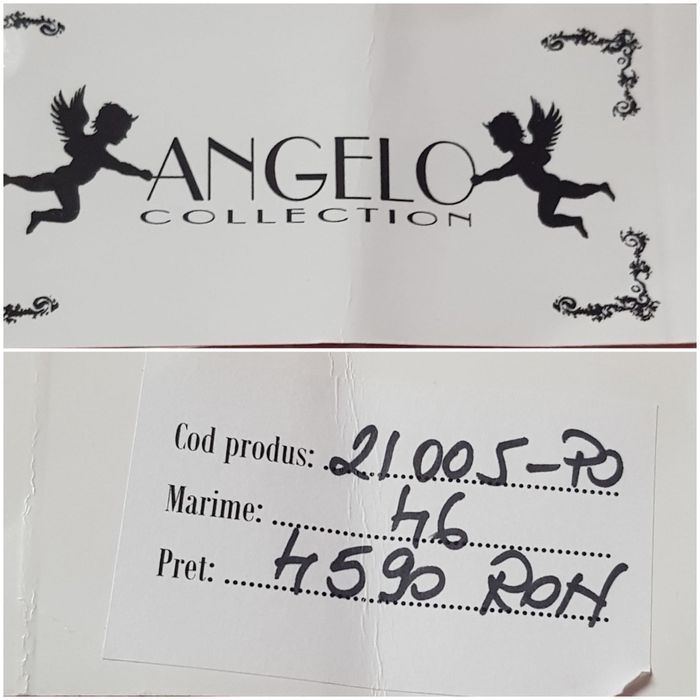 ANGELO
COLLECTION
Cod produs: 21005-PO
Marime: 46
Pret: 4590 RON